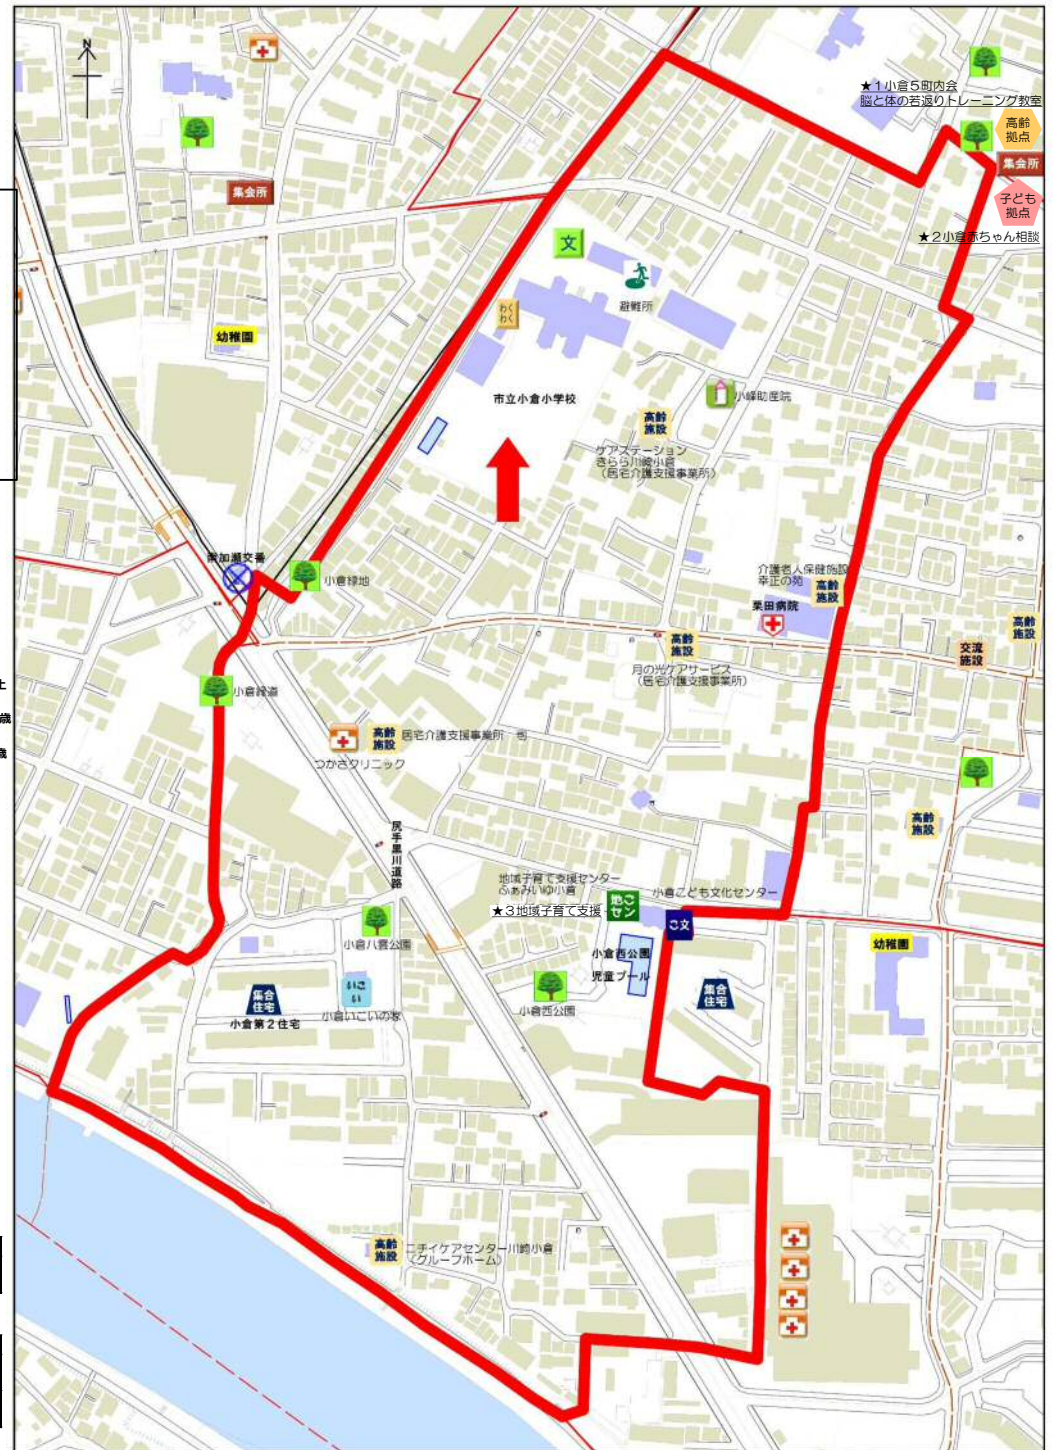 N
★1小倉5町内会
脳と体の若返りトレーニング教室
高齢
拠点
集会所
集会所
子ども
拠点
★2小倉赤ちゃん相談
文
避難所
わく
わく
幼稚園
市立小倉小学校
小峰助産院
高齢
施設
ケアステーション
きらら川崎小倉
（居宅介護支援事業所）
南加瀬交番
小倉緑地
介護老人保健施設
幸正の苑
高齢
施設
栗田病院
高齢
施設
高齢
施設
交流
施設
月の光ケアサービス
（居宅介護支援事業所）
小倉緑道
上
歳
歳
高齢
施設
居宅介護支援事業所
つかさクリニック
高齢
施設
尻手黒川道路
地域子育て支援センター
ふぁみいゆ小倉
★3地域子育て支援
地こ
セン
小倉こども文化センター
こ文
小倉八雲公園
小倉西公園
児童プール
幼稚園
集合
住宅
小倉第2住宅
いこ
い
小倉いこいの家
小倉西公園
集合
住宅
高齢
施設
ニチイケアセンター川崎小倉
（グループホーム）